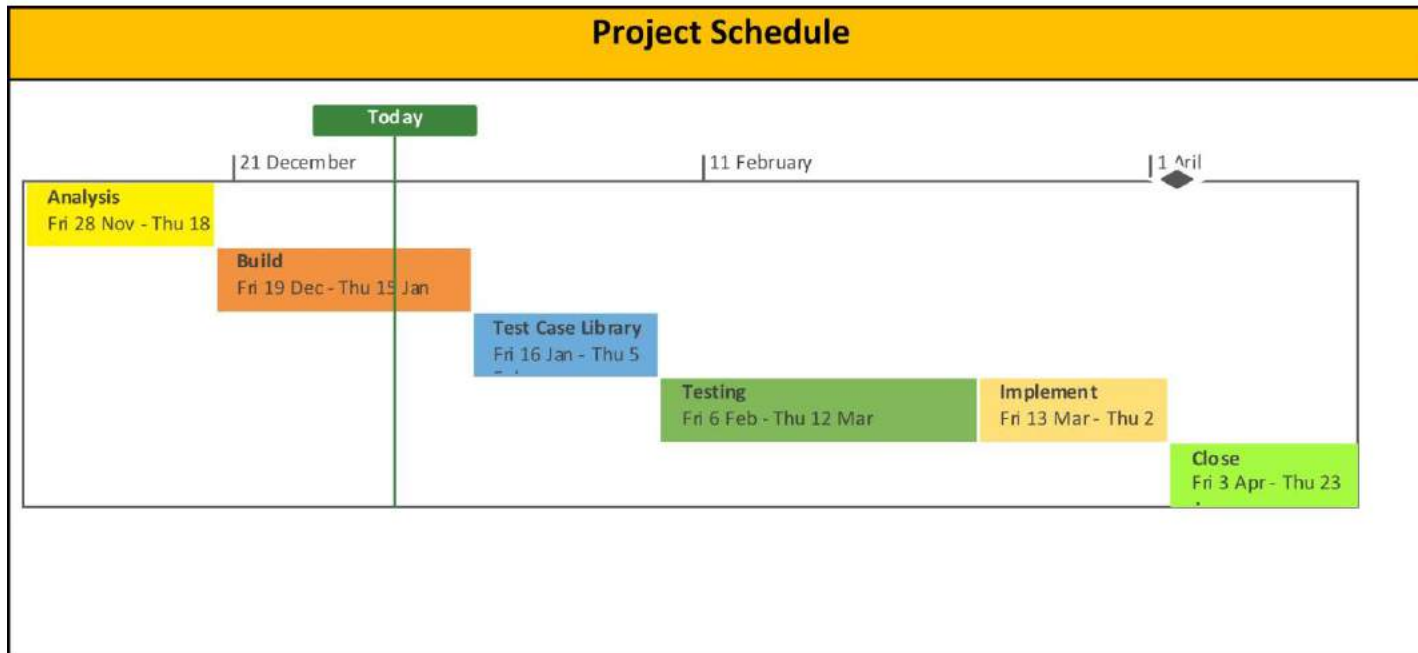 Project Schedule
Today
21 December
11 February
1 Aril
Analysis
Fri 28 Nov - Thu 18
Build
Fri 19 Dec - Thu 15 Jan
Test Case Library
Fri 16 Jan - Thu 5
Testing
Fri 6 Feb - Thu 12 Mar
Implement
Fri 13 Mar - Thu 2
Close
Fri 3 Apr - Thu 23